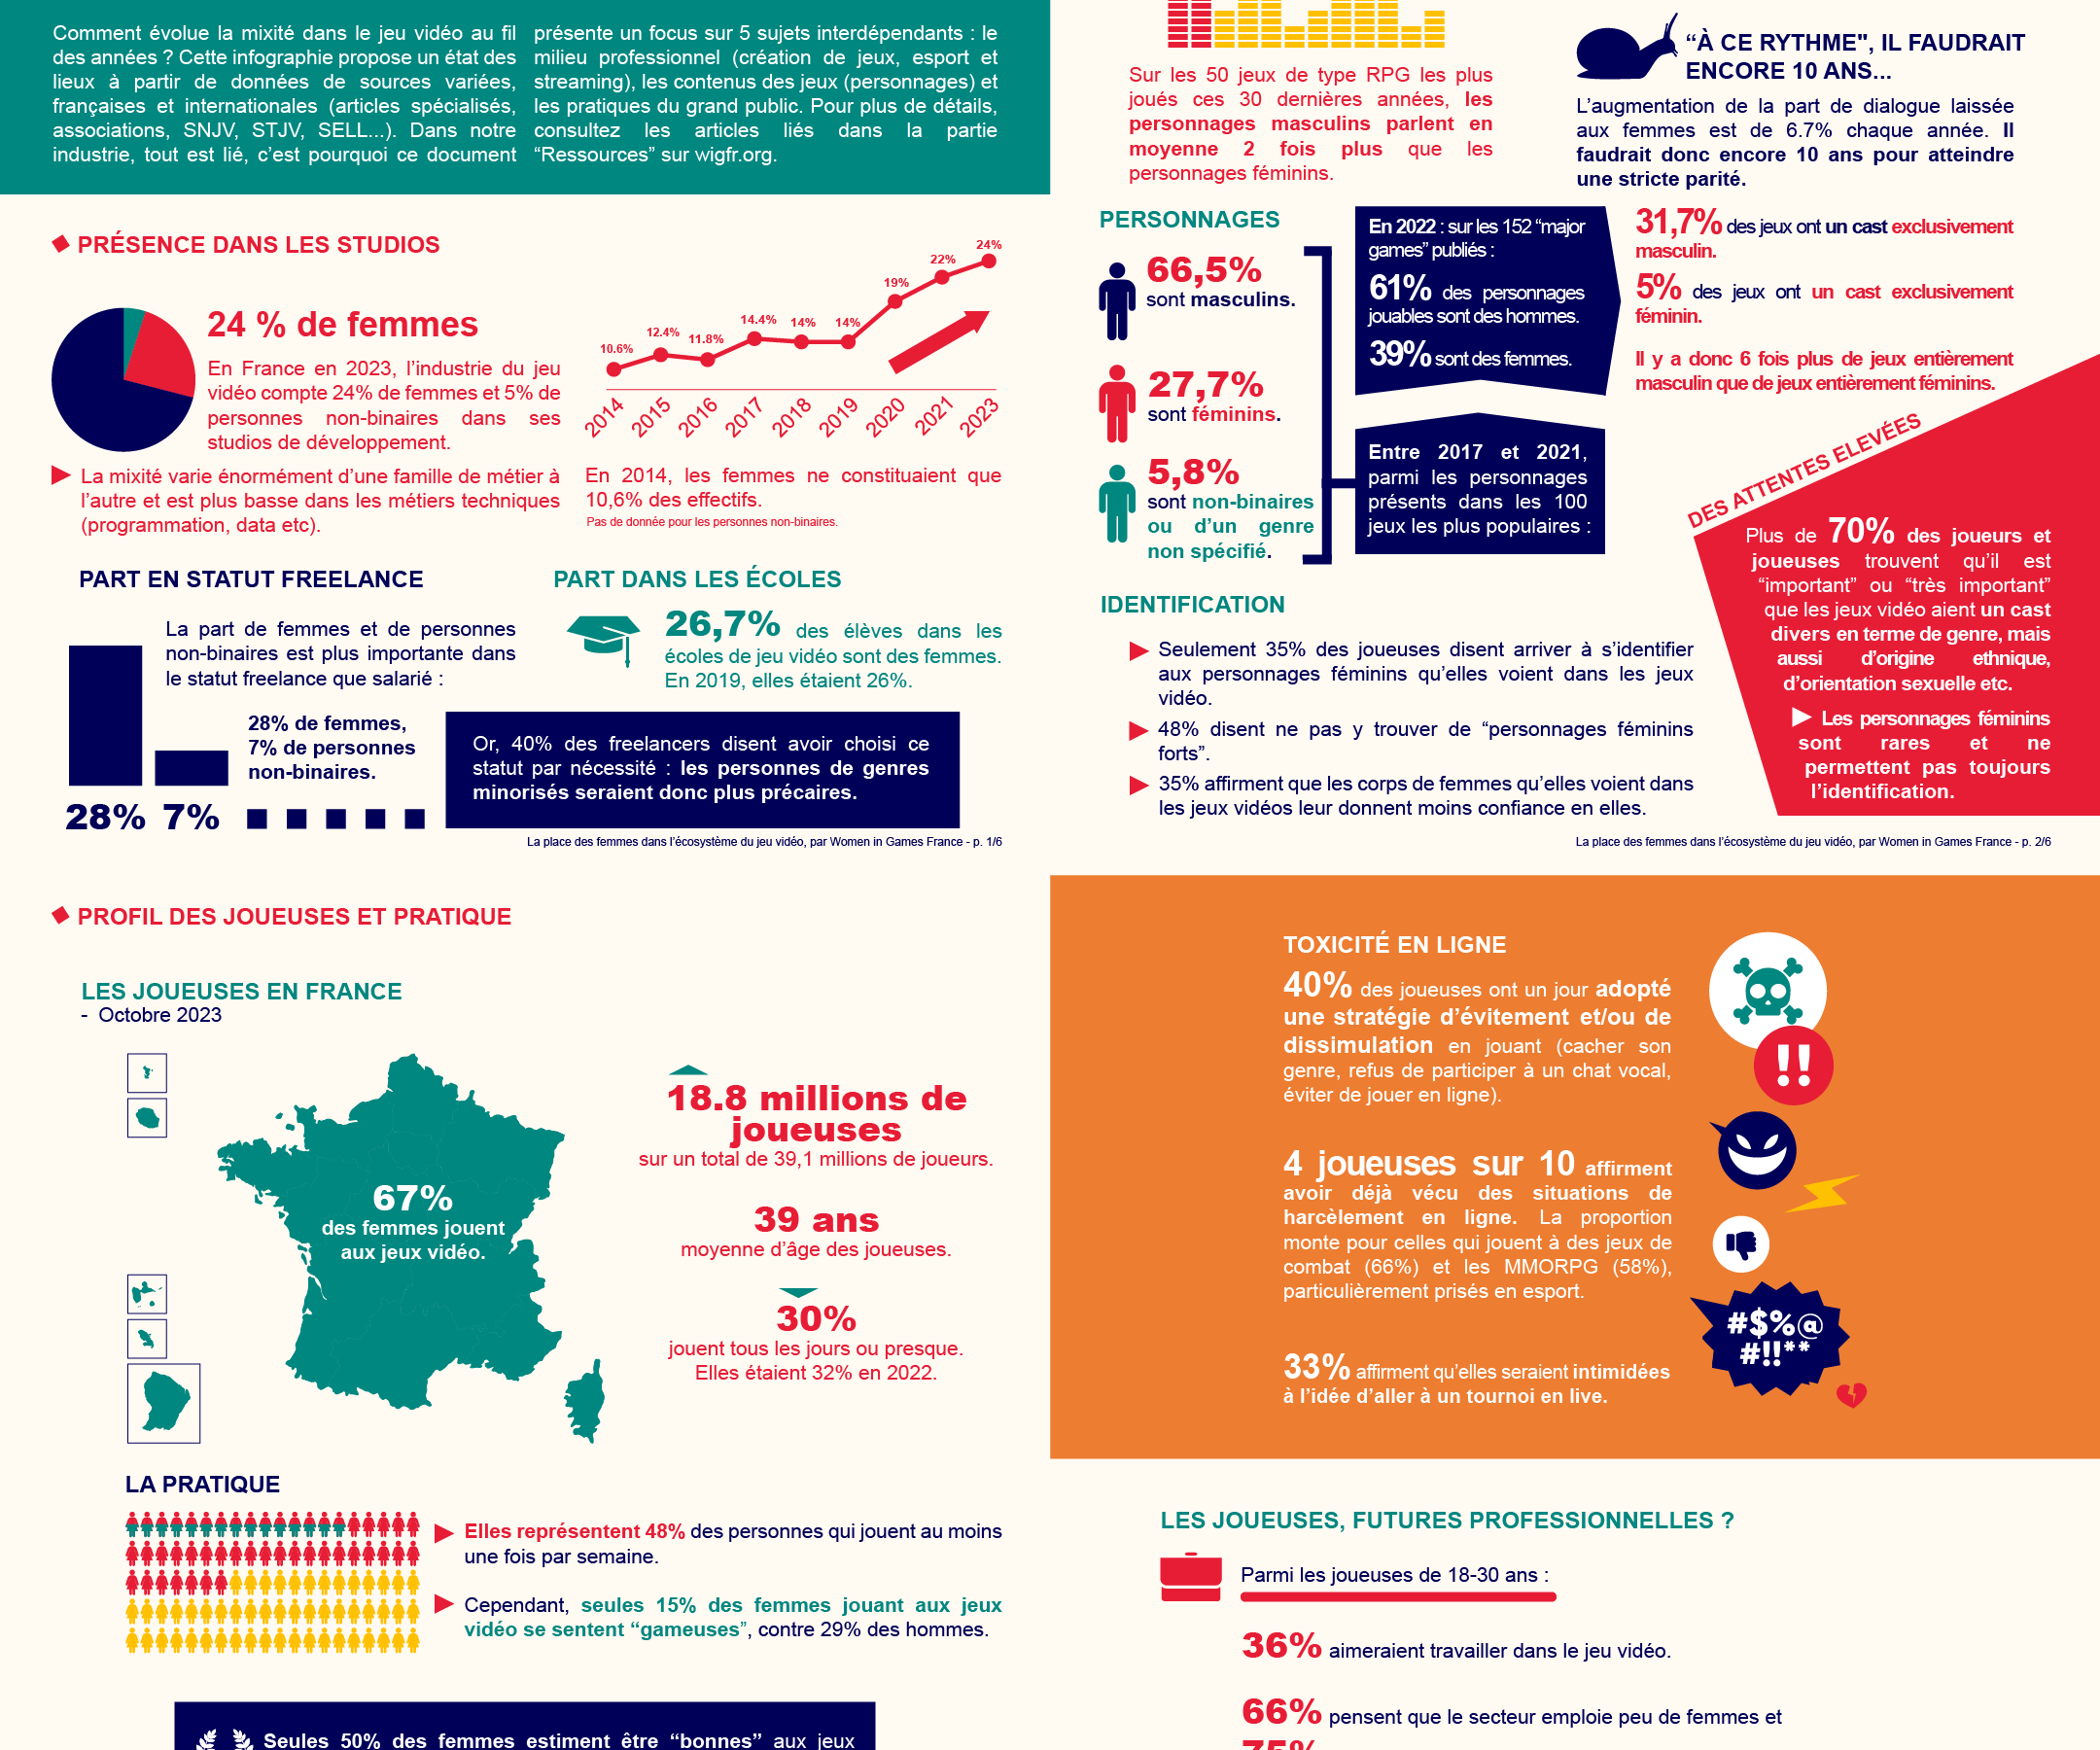 Comment évolue la mixité dans le jeu vidéo au fil
des années ? Cette infographie propose un état des
lieux à partir de données de sources variées,
françaises et internationales (articles spécialisés,
associations, SNJV, STJV, SELL...). Dans notre
industrie, tout est lié, c’est pourquoi ce document
présente un focus sur 5 sujets interdépendants : le
milieu professionnel (création de jeux, esport et
streaming), les contenus des jeux (personnages) et
les pratiques du grand public. Pour plus de détails,
consultez les articles liés dans la partie
“Ressources” sur wigfr.org.
PRÉSENCE DANS LES STUDIOS
24 % de femmes
En France en 2023, l’industrie du jeu
vidéo compte 24% de femmes et 5% de
personnes non-binaires dans ses
studios de développement.
La mixité varie énormément d’une famille de métier à
l’autre et est plus basse dans les métiers techniques
(programmation, data etc).
10.6%
12.4%
11.8%
14.4%
14%
14%
19%
22%
24%
2014
2015
2016
2017
2018
2019
2020
2021
2023
En 2014, les femmes ne constituaient que
10,6% des effectifs.
Pas de donnée pour les personnes non-binaires.
PART EN STATUT FREELANCE
La part de femmes et de personnes
non-binaires est plus importante dans
le statut freelance que salarié :
28% de femmes,
7% de personnes
non-binaires.
28% 7%
PART DANS LES ÉCOLES
26,7% des élèves dans les
écoles de jeu vidéo sont des femmes.
En 2019, elles étaient 26%.
Or, 40% des freelancers disent avoir choisi ce
statut par nécessité : les personnes de genres
minorisés seraient donc plus précaires.
La place des femmes dans l’écosystème du jeu vidéo, par Women in Games France - p. 1/6
Sur les 50 jeux de type RPG les plus
joués ces 30 dernières années, les
personnages masculins parlent en
moyenne 2 fois plus que les
personnages féminins.
“À CE RYTHME", IL FAUDRAIT
ENCORE 10 ANS...
L’augmentation de la part de dialogue laissée
aux femmes est de 6.7% chaque année. Il
faudrait donc encore 10 ans pour atteindre
une stricte parité.
PERSONNAGES
66,5%
sont masculins.
27,7%
sont féminins.
5,8%
sont non-binaires
ou d’un genre
non spécifié.
En 2022 : sur les 152 “major
games” publiés :
61% des personnages
jouables sont des hommes.
39% sont des femmes.
Entre 2017 et 2021,
parmi les personnages
présents dans les 100
jeux les plus populaires :
31,7% des jeux ont un cast exclusivement
masculin.
5% des jeux ont un cast exclusivement
féminin.
Il y a donc 6 fois plus de jeux entièrement
masculin que de jeux entièrement féminins.
DES ATTENTES ELEVÉES
Plus de 70% des joueurs et
joueuses trouvent qu’il est
“important” ou “très important”
que les jeux vidéo aient un cast
divers en terme de genre, mais
aussi d’origine ethnique,
d’orientation sexuelle etc.
Les personnages féminins
sont rares et ne
permettent pas toujours
l’identification.
IDENTIFICATION
Seulement 35% des joueuses disent arriver à s’identifier
aux personnages féminins qu’elles voient dans les jeux
vidéo.
48% disent ne pas y trouver de “personnages féminins
forts”.
35% affirment que les corps de femmes qu’elles voient dans
les jeux vidéos leur donnent moins confiance en elles.
La place des femmes dans l’écosystème du jeu vidéo, par Women in Games France - p. 2/6
PROFIL DES JOUEUSES ET PRATIQUE
LES JOUEUSES EN FRANCE
- Octobre 2023
67%
des femmes jouent
aux jeux vidéo.
18.8 millions de
joueuses
sur un total de 39,1 millions de joueurs.
39 ans
moyenne d’âge des joueuses.
30%
jouent tous les jours ou presque.
Elles étaient 32% en 2022.
LA PRATIQUE
Elles représentent 48% des personnes qui jouent au moins
une fois par semaine.
Cependant, seules 15% des femmes jouant aux jeux
vidéo se sentent “gameuses”, contre 29% des hommes.
Seules 50% des femmes estiment être “bonnes” aux jeux
TOXICITÉ EN LIGNE
40% des joueuses ont un jour adopté
une stratégie d’évitement et/ou de
dissimulation en jouant (cacher son
genre, refus de participer à un chat vocal,
éviter de jouer en ligne).
4 joueuses sur 10 affirment
avoir déjà vécu des situations de
harcèlement en ligne. La proportion
monte pour celles qui jouent à des jeux de
combat (66%) et les MMORPG (58%),
particulièrement prisés en esport.
33% affirment qu’elles seraient intimidées
à l’idée d’aller à un tournoi en live.
!!
#$%@
#!!**
LES JOUEUSES, FUTURES PROFESSIONNELLES ?
Parmi les joueuses de 18-30 ans :
36% aimeraient travailler dans le jeu vidéo.
66% pensent que le secteur emploie peu de femmes et
75%